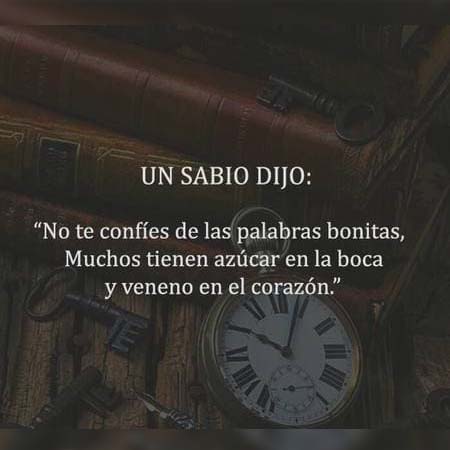 UN SABIO DIJO:
“No te confíes de las palabras bonitas,
Muchos tienen azúcar en la boca
y veneno en el corazón.”